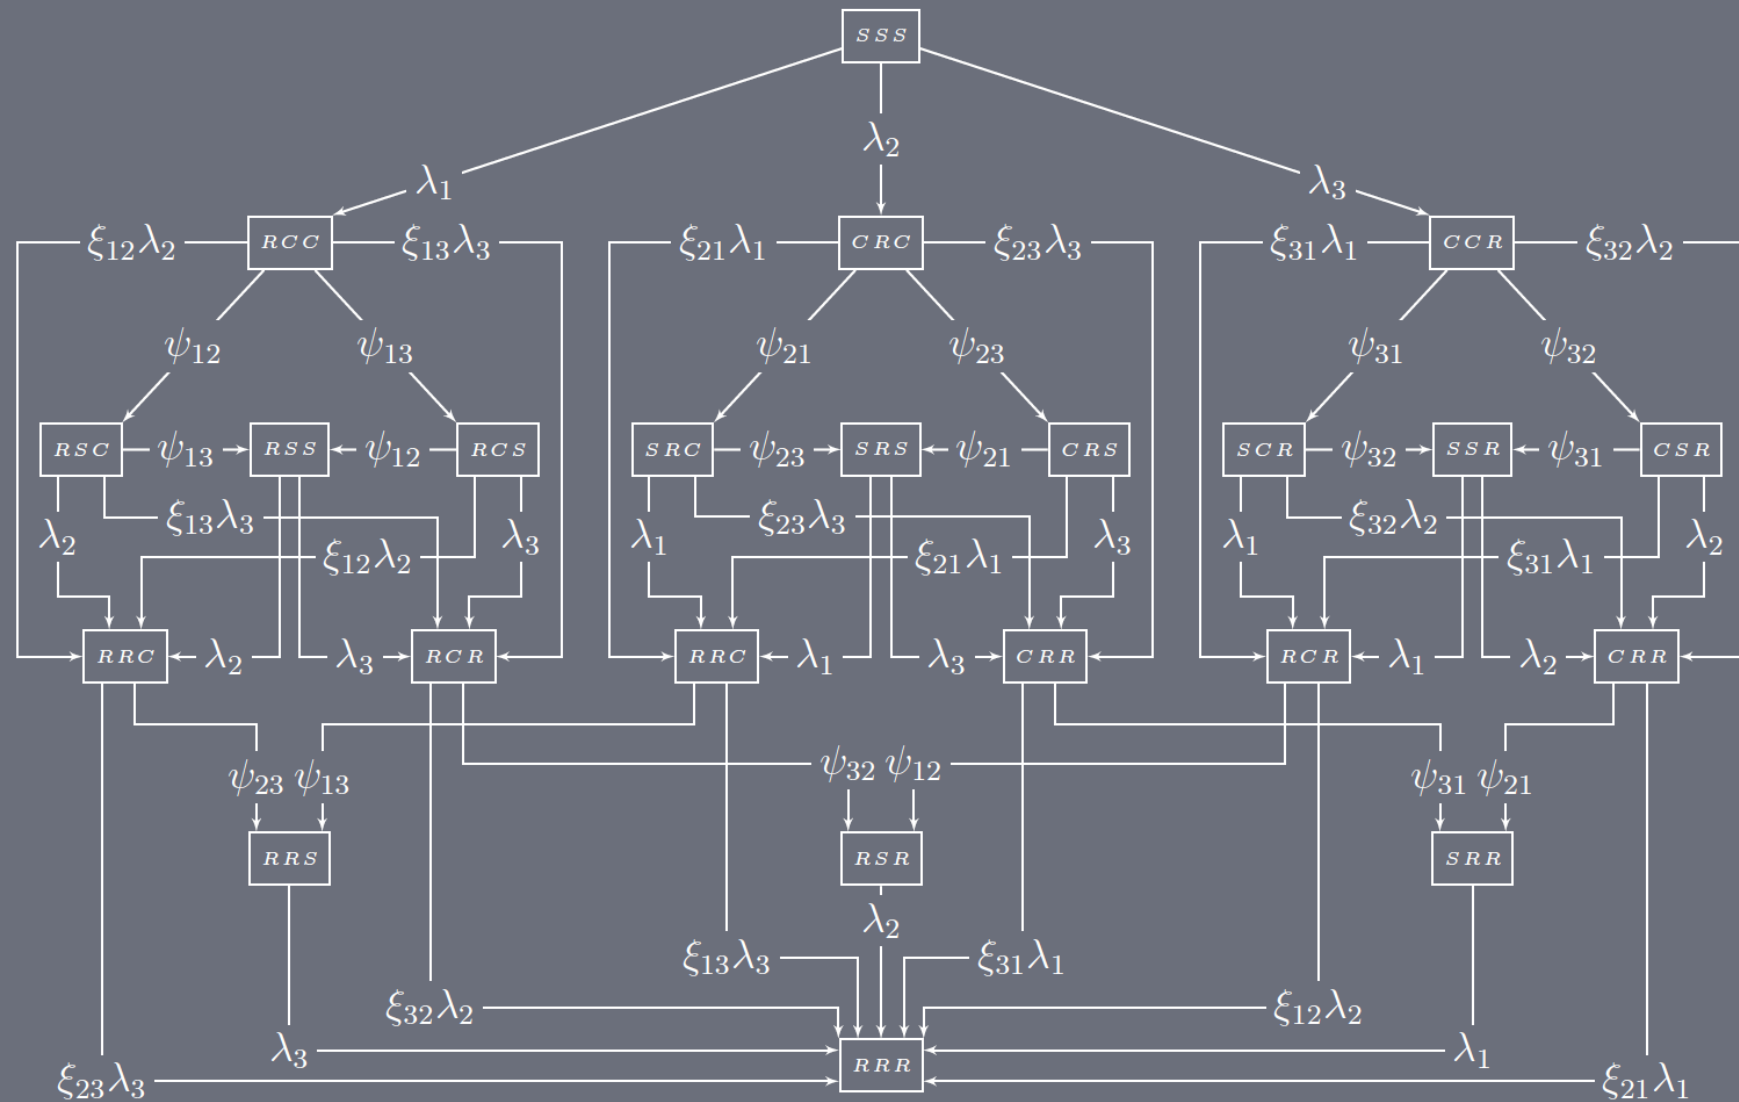 SSS
λ₂
λ₁ λ₃
ξ₁₂λ₂ RCC ξ₁₃λ₃ ξ₂₁λ₁ CRC ξ₂₃λ₃ ξ₃₁λ₁ CCR ξ₃₂λ₂
ψ₁₂ ψ₁₃ ψ₂₁ ψ₂₃ ψ₃₁ ψ₃₂
RSC ψ₁₃ RSS ψ₁₂ RCS SRC ψ₂₃ SRS ψ₂₁ CRS SCR ψ₃₂ SSR ψ₃₁ CSR
ξ₁₃λ₃ ξ₂₃λ₃ ξ₃₂λ₂
λ₂ λ₃ λ₁ λ₃ λ₁ λ₂
ξ₁₂λ₂ ξ₂₁λ₁ ξ₃₁λ₁
RRC λ₂ λ₃ RCR RRC λ₁ λ₃ CRR RCR λ₁ λ₂ CRR
ψ₂₃ ψ₁₃ ψ₃₂ ψ₁₂ ψ₃₁ ψ₂₁
RRS RSR SRR
λ₂
ξ₁₃λ₃ ξ₃₁λ₁
ξ₃₂λ₂ ξ₁₂λ₂
λ₃ RRR λ₁
ξ₂₃λ₃ ξ₂₁λ₁